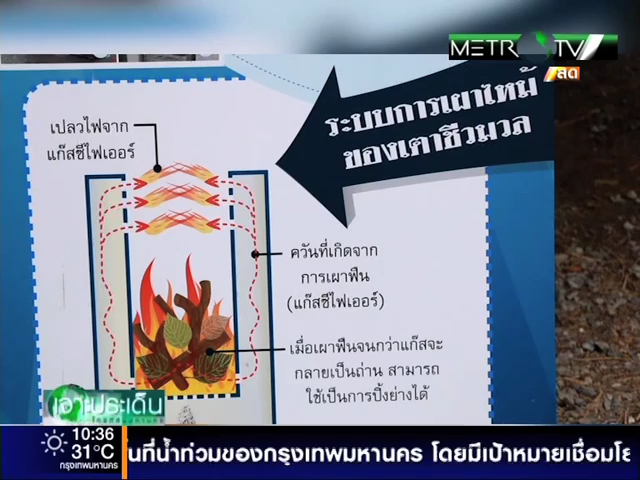 METR TV
สด
ระบบการเผาไหม้
ของเตาชีวมวล
เปลวไฟจาก
แก๊สซีไฟเออร์
ควันที่เกิดจาก
การเผาฟืน
(แก๊สซีไฟเออร์)
เมื่อเผาฟืนจนกว่าแก๊สจะ
กลายเป็นถ่าน สามารถ
ใช้เป็นการปิ้งย่างได้
เจาะประเด็น
10:36
31°C
กรุงเทพมหานคร
นที่น้ำท่วมของกรุงเทพมหานคร โดยมีเป้าหมายเชื่อมโย